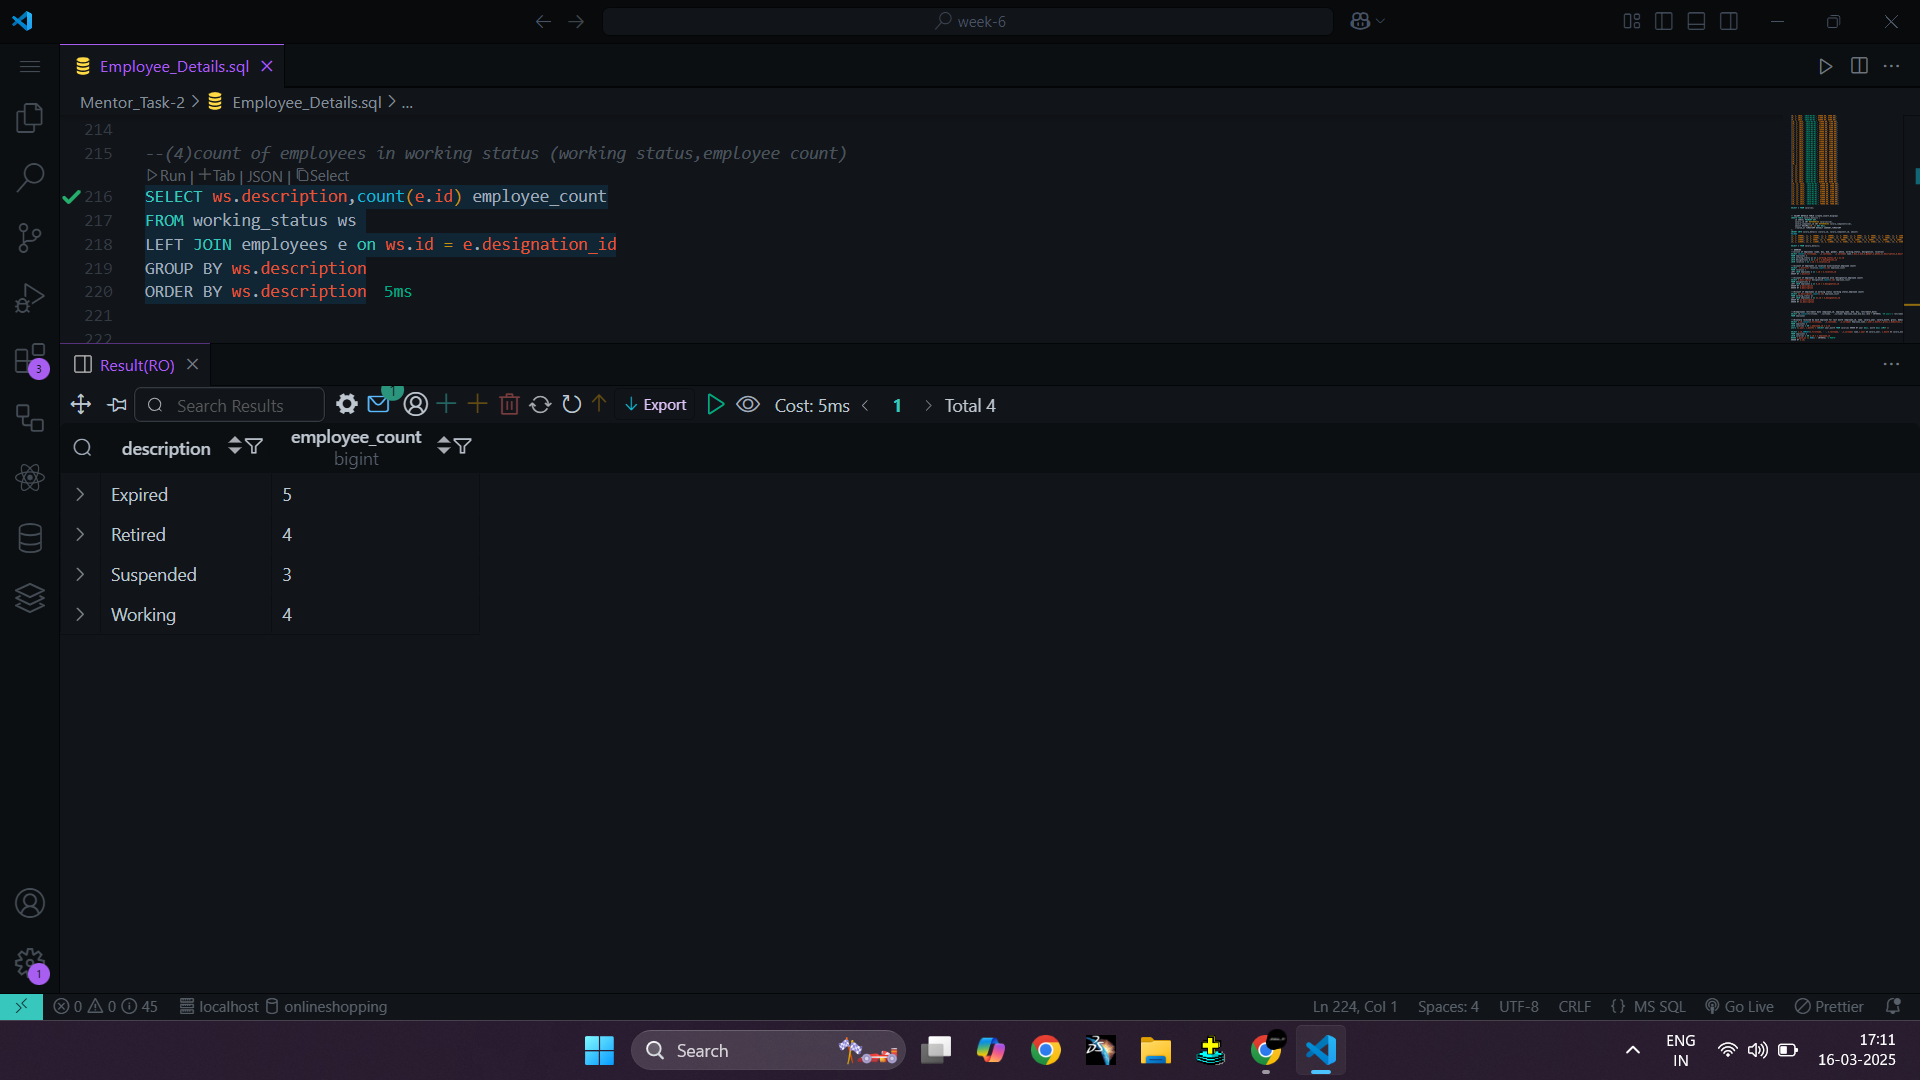 week-6
Employee_Details.sql
Mentor_Task-2 > Employee_Details.sql > ...
214
215 --(4)count of employees in working status (working status,employee count)
Run | +Tab | JSON | Select
216 SELECT ws.description,count(e.id) employee_count
217 FROM working_status ws
218 LEFT JOIN employees e on ws.id = e.designation_id
219 GROUP BY ws.description
220 ORDER BY ws.description 5ms
221
222
3
Result(RO)
Search Results 1 Export Cost: 5ms < 1 > Total 4
description employee_count
bigint
Expired 5
Retired 4
Suspended 3
Working 4
1
0 0 45 localhost onlineshopping Ln 224, Col 1 Spaces: 4 UTF-8 CRLF {} MS SQL Go Live Prettier
Search
ENG
IN
17:11
16-03-2025